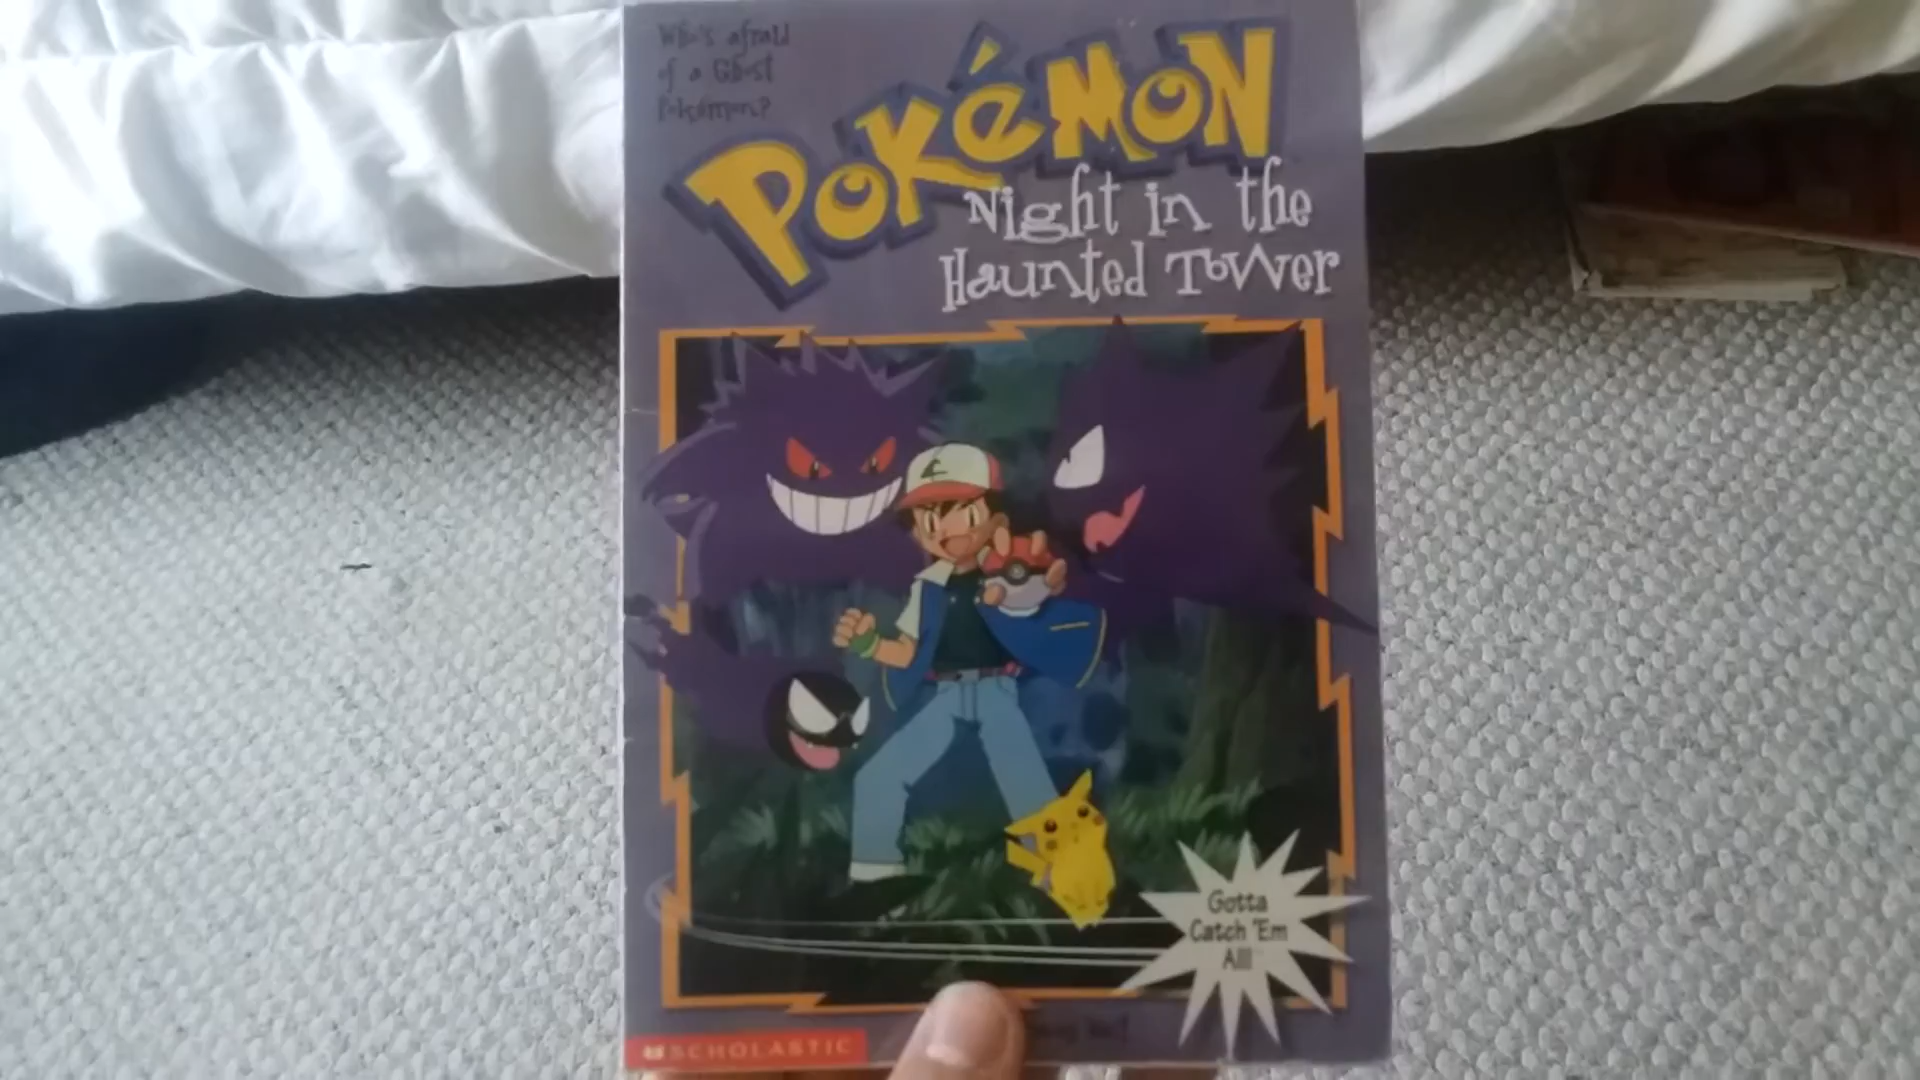 Who's afraid
of a Ghost
Pokémon?
POKéMON
Night in the
Haunted Tower
Gotta
Catch 'Em
All!
SCHOLASTIC